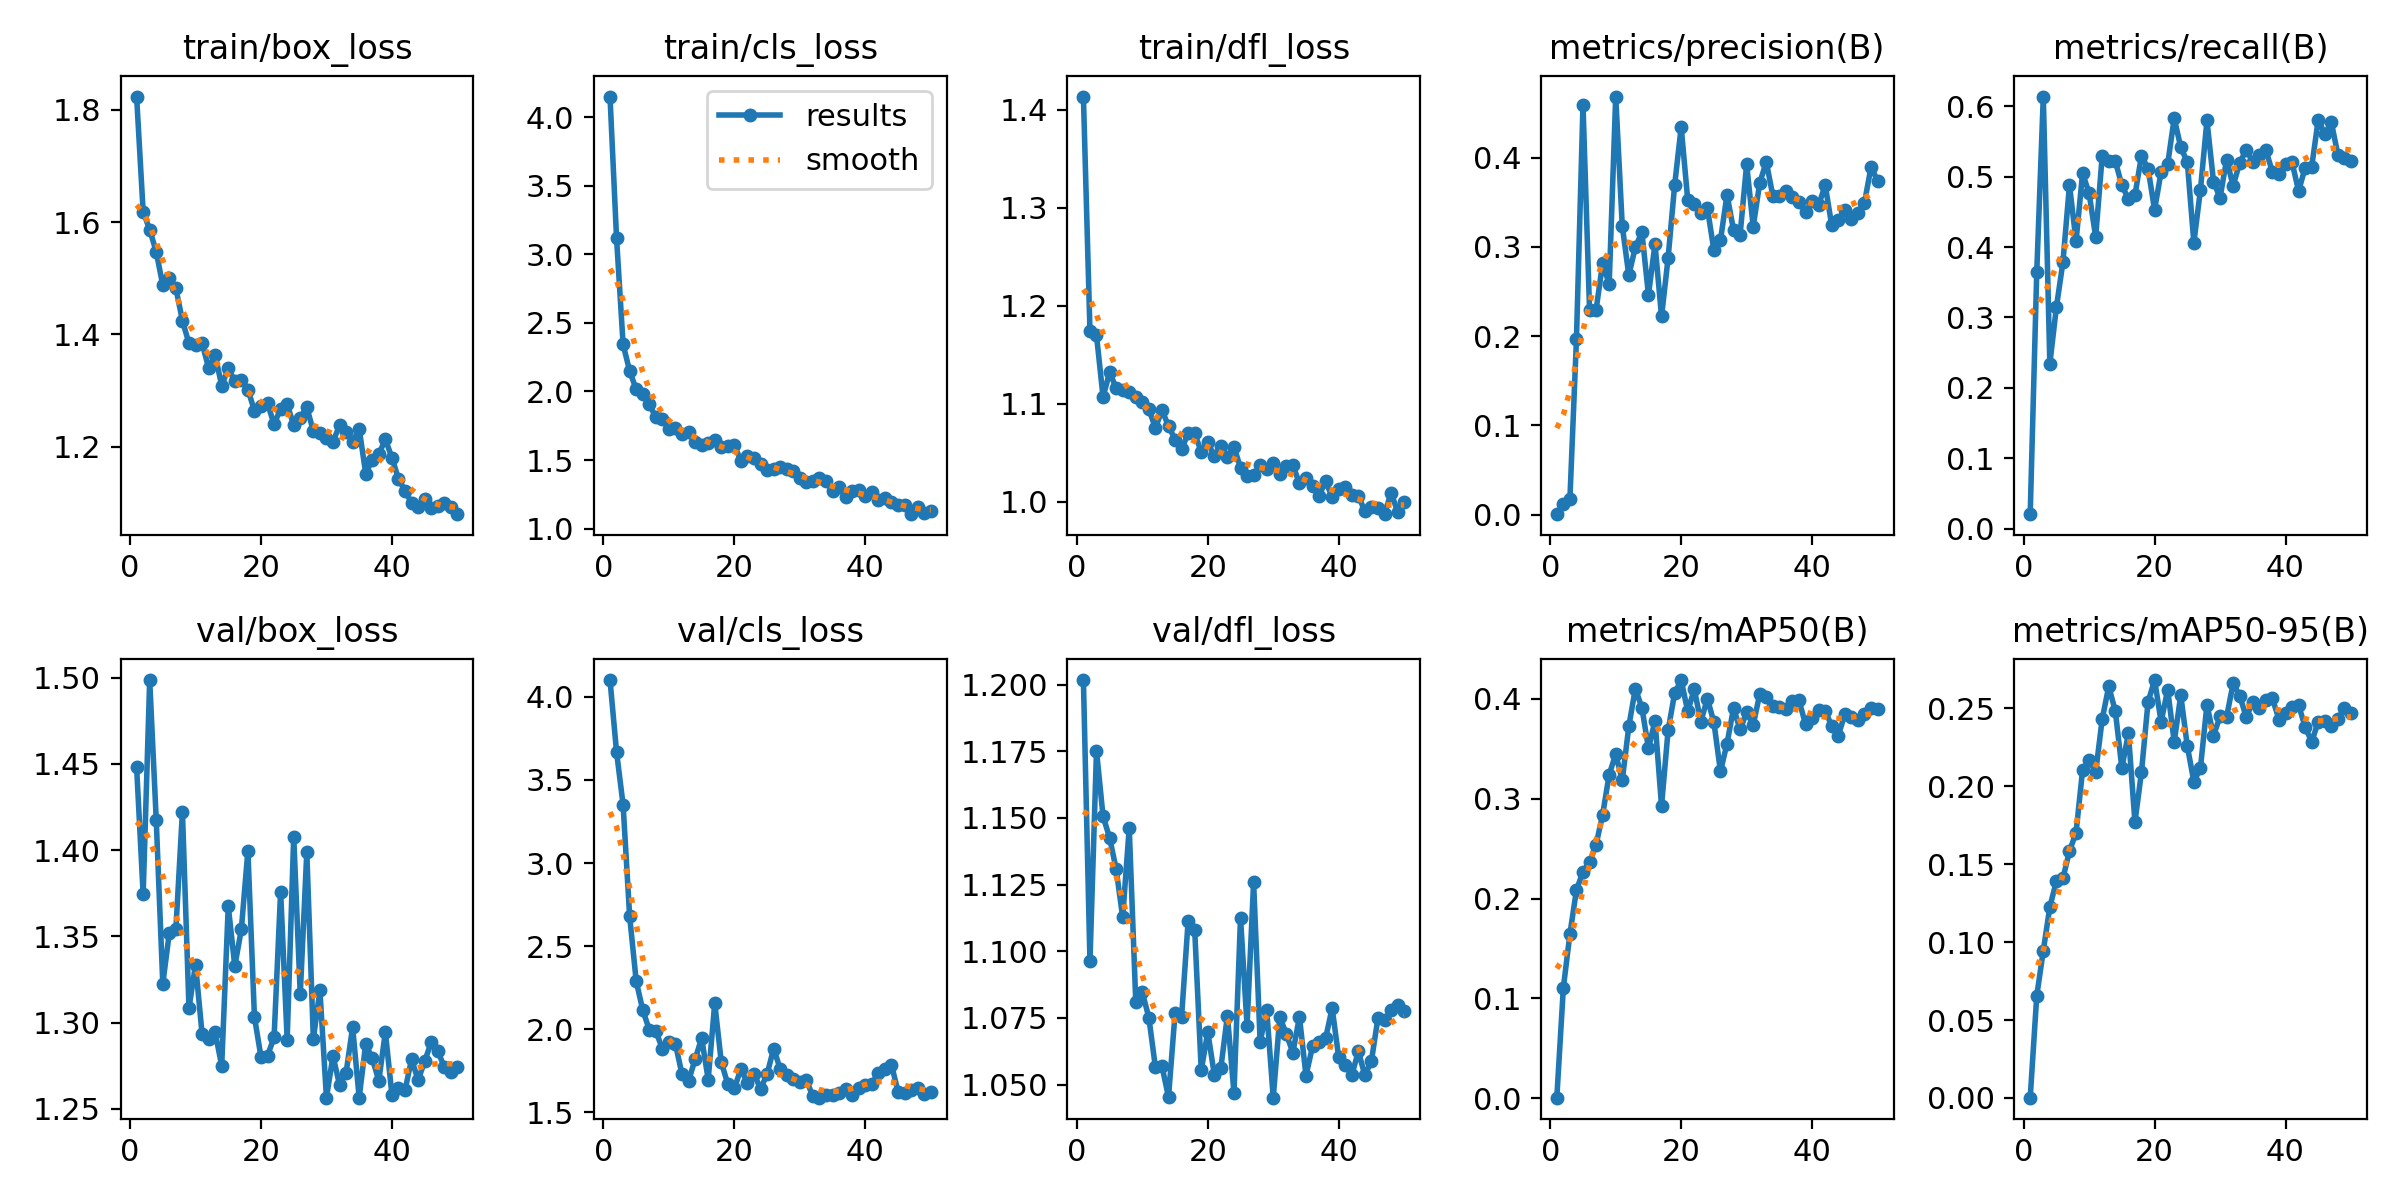 train/box_loss
1.8
1.6
1.4
1.2
0 20 40
train/cls_loss
results
smooth
4.0
3.5
3.0
2.5
2.0
1.5
1.0
0 20 40
train/dfl_loss
1.4
1.3
1.2
1.1
1.0
0 20 40
metrics/precision(B)
0.4
0.3
0.2
0.1
0.0
0 20 40
metrics/recall(B)
0.6
0.5
0.4
0.3
0.2
0.1
0.0
0 20 40
val/box_loss
1.50
1.45
1.40
1.35
1.30
1.25
0 20 40
val/cls_loss
4.0
3.5
3.0
2.5
2.0
1.5
0 20 40
val/dfl_loss
1.200
1.175
1.150
1.125
1.100
1.075
1.050
0 20 40
metrics/mAP50(B)
0.4
0.3
0.2
0.1
0.0
0 20 40
metrics/mAP50-95(B)
0.25
0.20
0.15
0.10
0.05
0.00
0 20 40